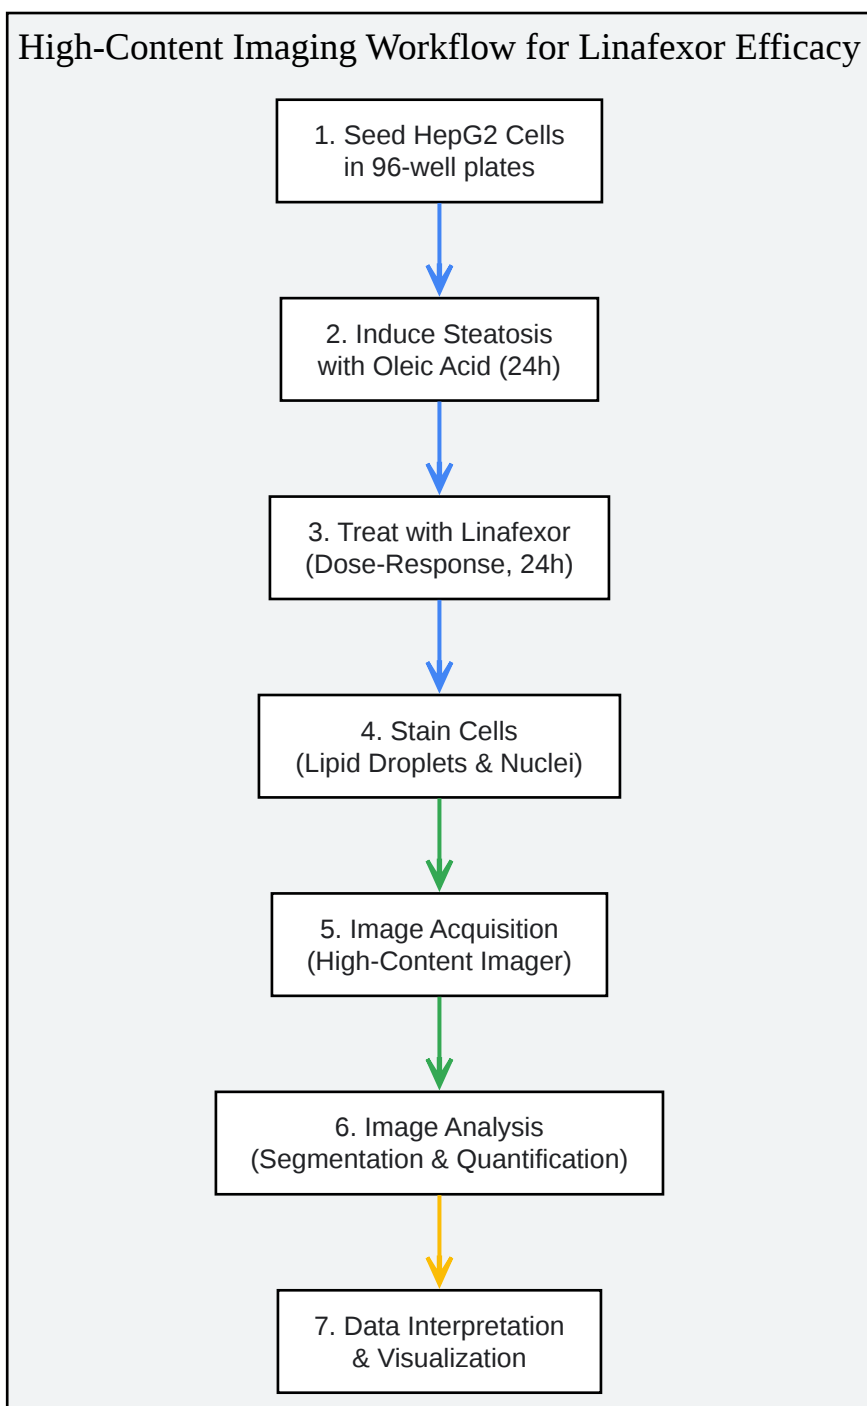 High-Content Imaging Workflow for Linafexor Efficacy
1. Seed HepG2 Cells
in 96-well plates
2. Induce Steatosis
with Oleic Acid (24h)
3. Treat with Linafexor
(Dose-Response, 24h)
4. Stain Cells
(Lipid Droplets & Nuclei)
5. Image Acquisition
(High-Content Imager)
6. Image Analysis
(Segmentation & Quantification)
7. Data Interpretation
& Visualization